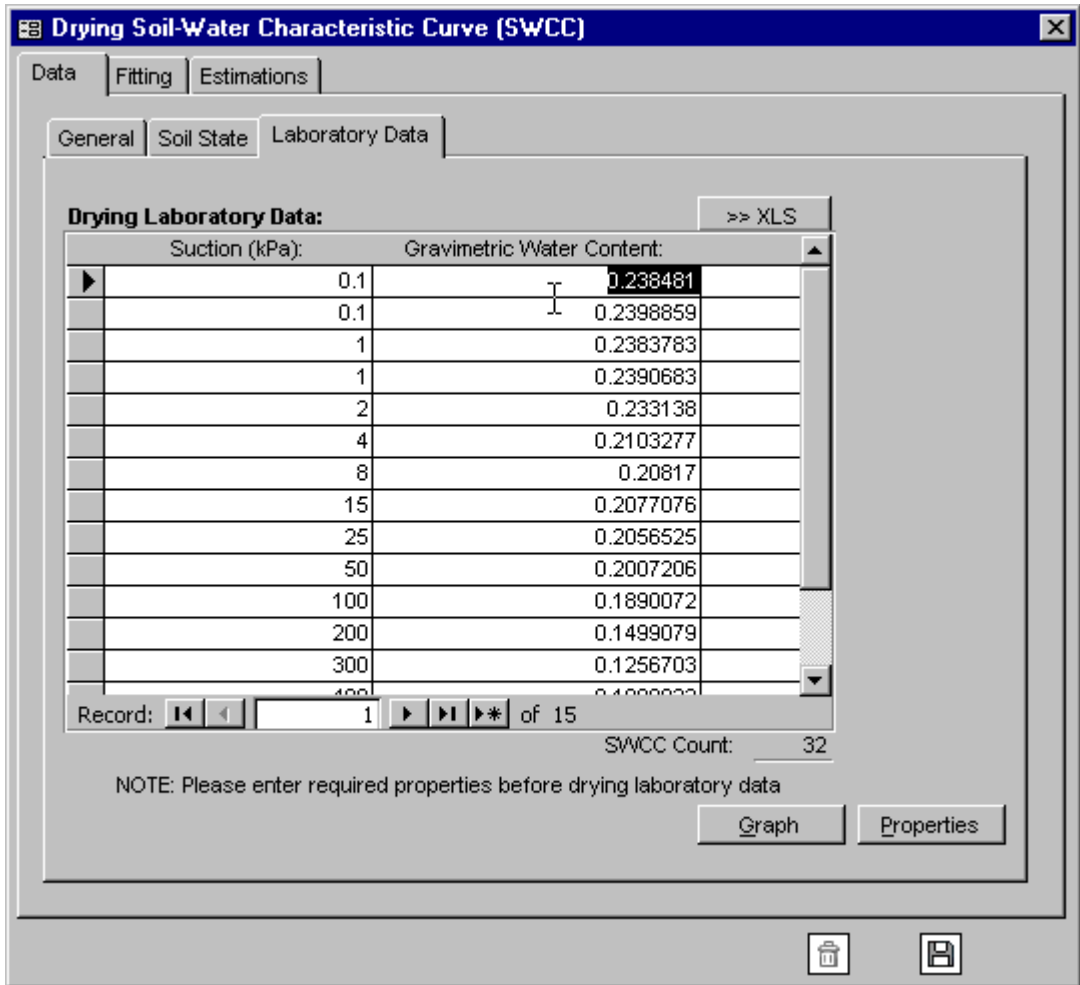 Drying Soil-Water Characteristic Curve (SWCC)
Data Fitting Estimations
General Soil State Laboratory Data
Drying Laboratory Data: >> XLS
Suction (kPa): Gravimetric Water Content:
0.1 0.238481
0.1 0.2398859
1 0.2383783
1 0.2390683
2 0.233138
4 0.2103277
8 0.20817
15 0.2077076
25 0.2056525
50 0.2007206
100 0.1890072
200 0.1499079
300 0.1256703
Record: 1 of 15
SWCC Count: 32
NOTE: Please enter required properties before drying laboratory data
Graph Properties